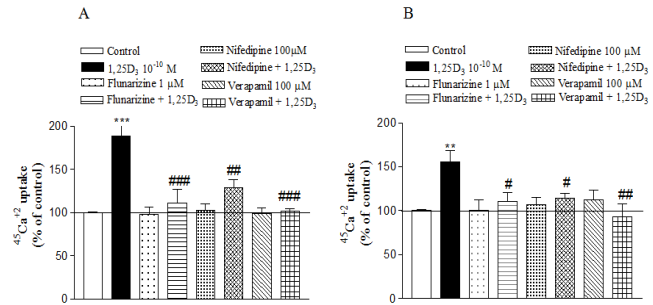 A
Control
1,25D₃ 10⁻¹⁰ M
Flunarizine 1 µM
Flunarizine + 1,25D₃
Nifedipine 100µM
Nifedipine + 1,25D₃
Verapamil 100 µM
Verapamil + 1,25D₃
⁴⁵Ca⁺² uptake
(% of control)
200
150
100
50
0
***
###
##
###
B
Control
1,25D₃ 10⁻¹⁰ M
Flunarizine 1 µM
Flunarizine + 1,25D₃
Nifedipine 100 µM
Nifedipine + 1,25D₃
Verapamil 100 µM
Verapamil + 1,25D₃
⁴⁵Ca⁺² uptake
(% of control)
200
150
100
50
0
**
#
#
##